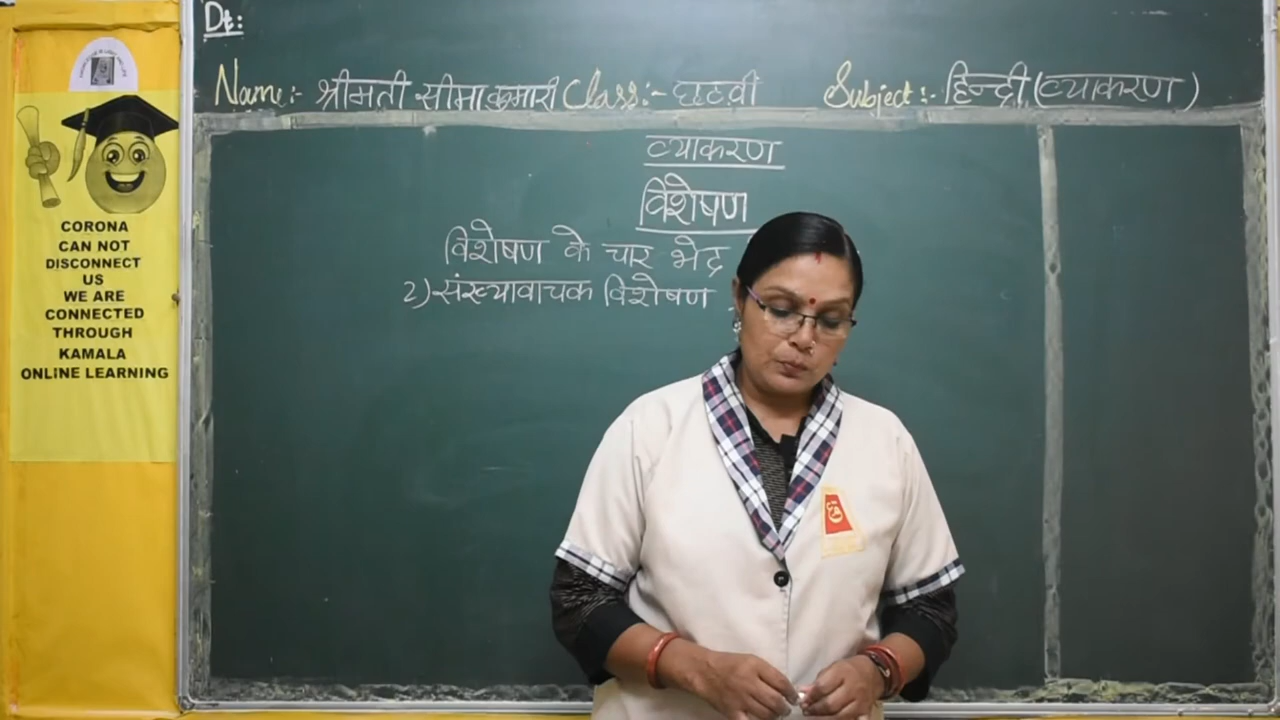 Dt:
Name:- श्रीमती सीमा कुमारी Class:- छठवी Subject:- हिन्दी (व्याकरण)
व्याकरण
विशेषण
विशेषण के चार भेद
2) संख्यावाचक विशेषण
CORONA
CAN NOT
DISCONNECT
US
WE ARE
CONNECTED
THROUGH
KAMALA
ONLINE LEARNING